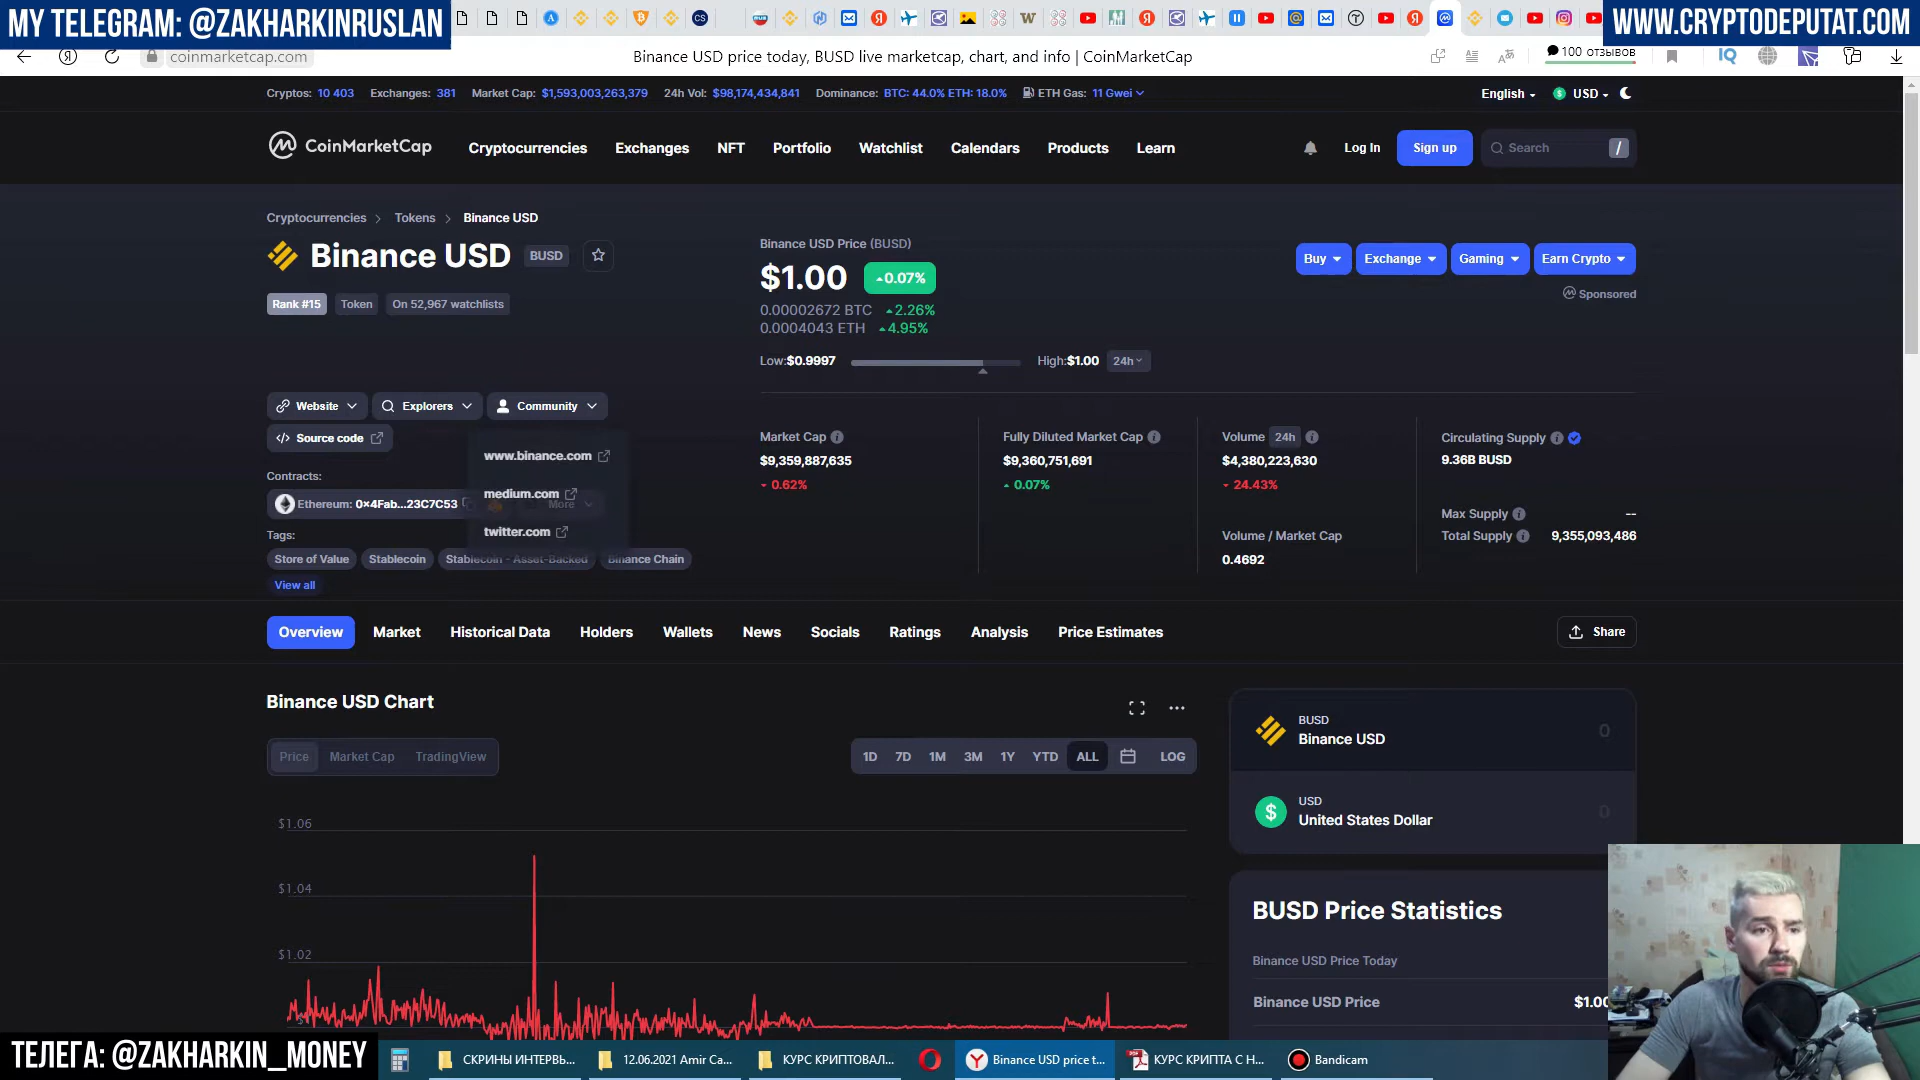 MY TELEGRAM: @ZAKHARKINRUSLAN
WWW.CRYPTODEPUTAT.COM
coinmarketcap.com
Binance USD price today, BUSD live marketcap, chart, and info | CoinMarketCap
100 отзывов
Cryptos: 10 403 Exchanges: 381 Market Cap: $1,593,003,263,379 24h Vol: $98,174,434,841 Dominance: BTC: 44.0% ETH: 18.0% ETH Gas: 11 Gwei
English USD
CoinMarketCap
Cryptocurrencies Exchanges NFT Portfolio Watchlist Calendars Products Learn
Log In Sign up Search /
Cryptocurrencies > Tokens > Binance USD
Binance USD BUSD
Rank #15 Token On 52,967 watchlists
Binance USD Price (BUSD)
$1.00 0.07%
0.00002672 BTC 2.26%
0.0004043 ETH 4.95%
Low:$0.9997 High:$1.00 24h
Buy Exchange Gaming Earn Crypto
Sponsored
Website Explorers Community
Source code
www.binance.com
medium.com
twitter.com
Contracts:
Ethereum: 0x4Fab...23C7C53 More
Tags:
Store of Value Stablecoin Stablecoin - Asset-Backed Binance Chain
View all
Market Cap
$9,359,887,635
0.62%
Fully Diluted Market Cap
$9,360,751,691
0.07%
Volume 24h
$4,380,223,630
24.43%
Volume / Market Cap
0.4692
Circulating Supply
9.36B BUSD
Max Supply --
Total Supply 9,355,093,486
Overview Market Historical Data Holders Wallets News Socials Ratings Analysis Price Estimates
Share
Binance USD Chart
Price Market Cap TradingView
1D 7D 1M 3M 1Y YTD ALL LOG
$1.06
$1.04
$1.02
BUSD
Binance USD 0
USD
United States Dollar 0
BUSD Price Statistics
Binance USD Price Today
Binance USD Price $1.00
ТЕЛЕГА: @ZAKHARKIN_MONEY
СКРИНЫ ИНТЕРВЬ...
12.06.2021 Amir Ca...
КУРС КРИПТОВАЛ...
Binance USD price t...
КУРС КРИПТА С Н...
Bandicam